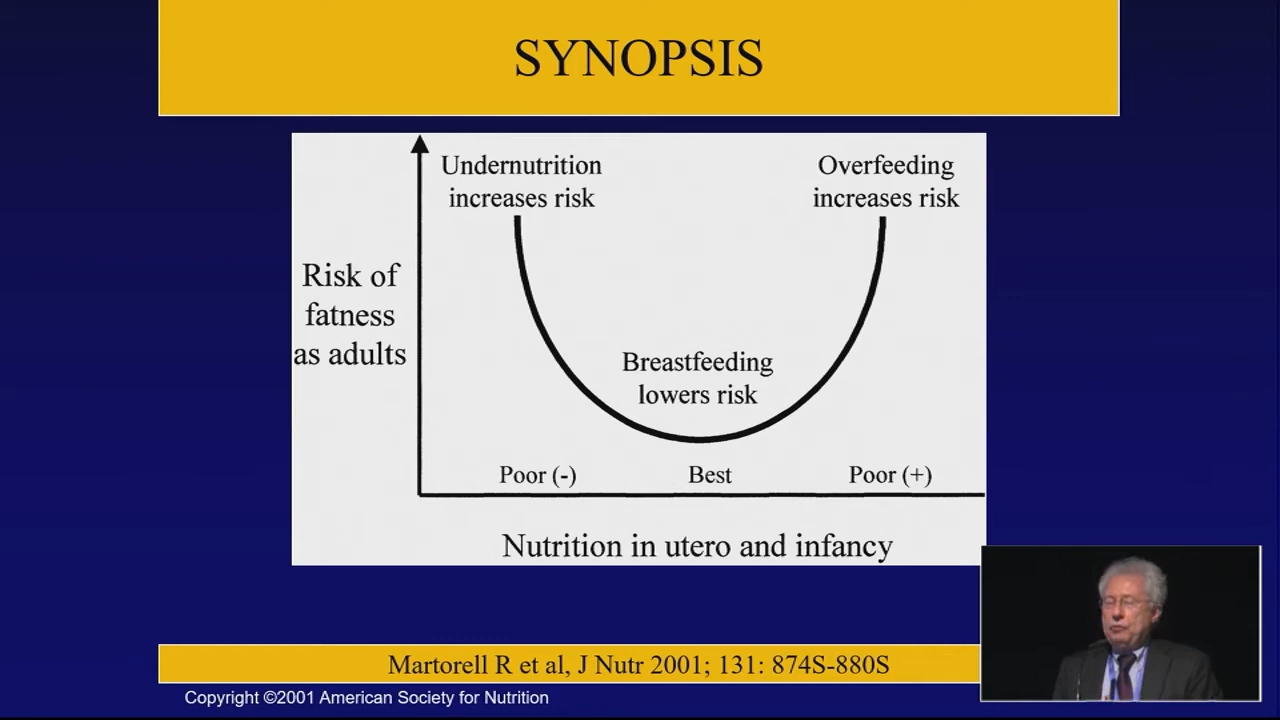 SYNOPSIS
Undernutrition
increases risk
Overfeeding
increases risk
Risk of
fatness
as adults
Breastfeeding
lowers risk
Poor (-)
Best
Poor (+)
Nutrition in utero and infancy
Martorell R et al, J Nutr 2001; 131: 874S-880S
Copyright ©2001 American Society for Nutrition